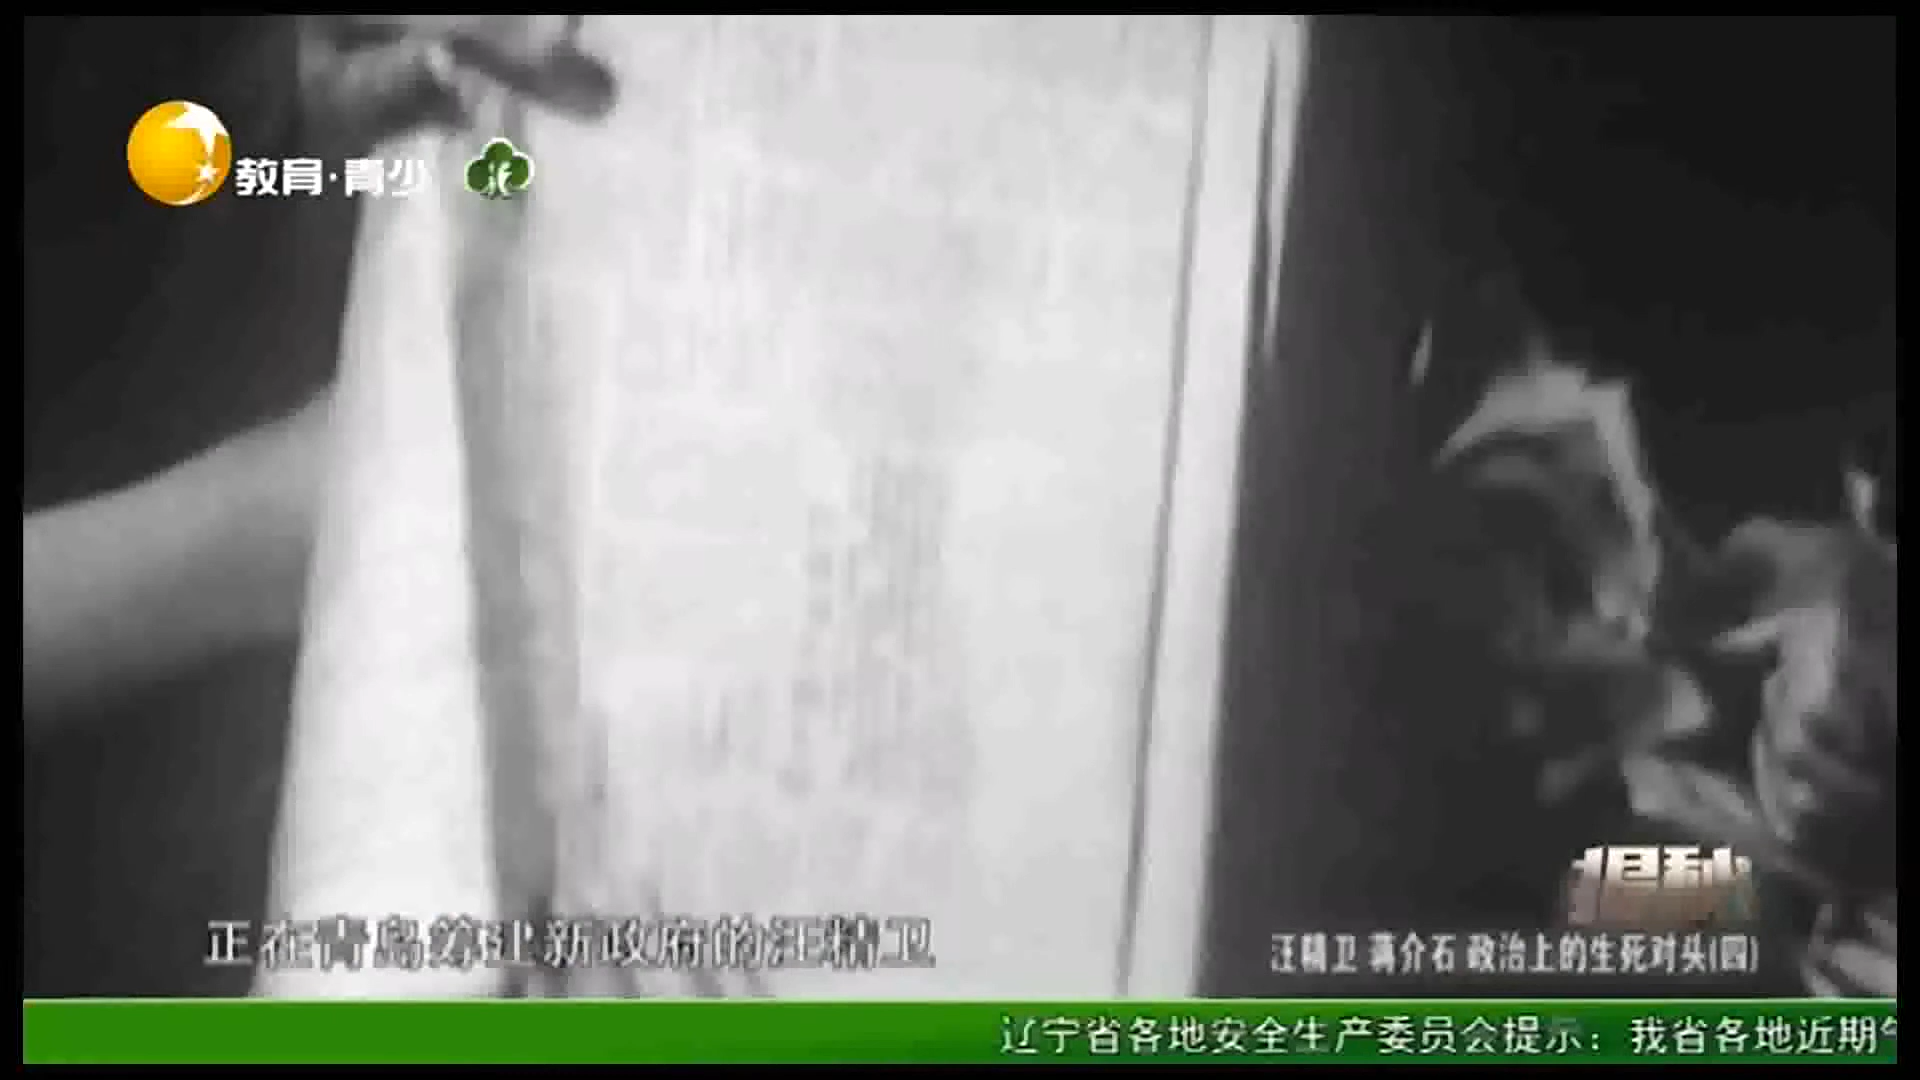 教育·青少
正在青岛筹建新政府的汪精卫
揭秘
汪精卫 蒋介石 政治上的生死对头(四)
辽宁省各地安全生产委员会提示：我省各地近期